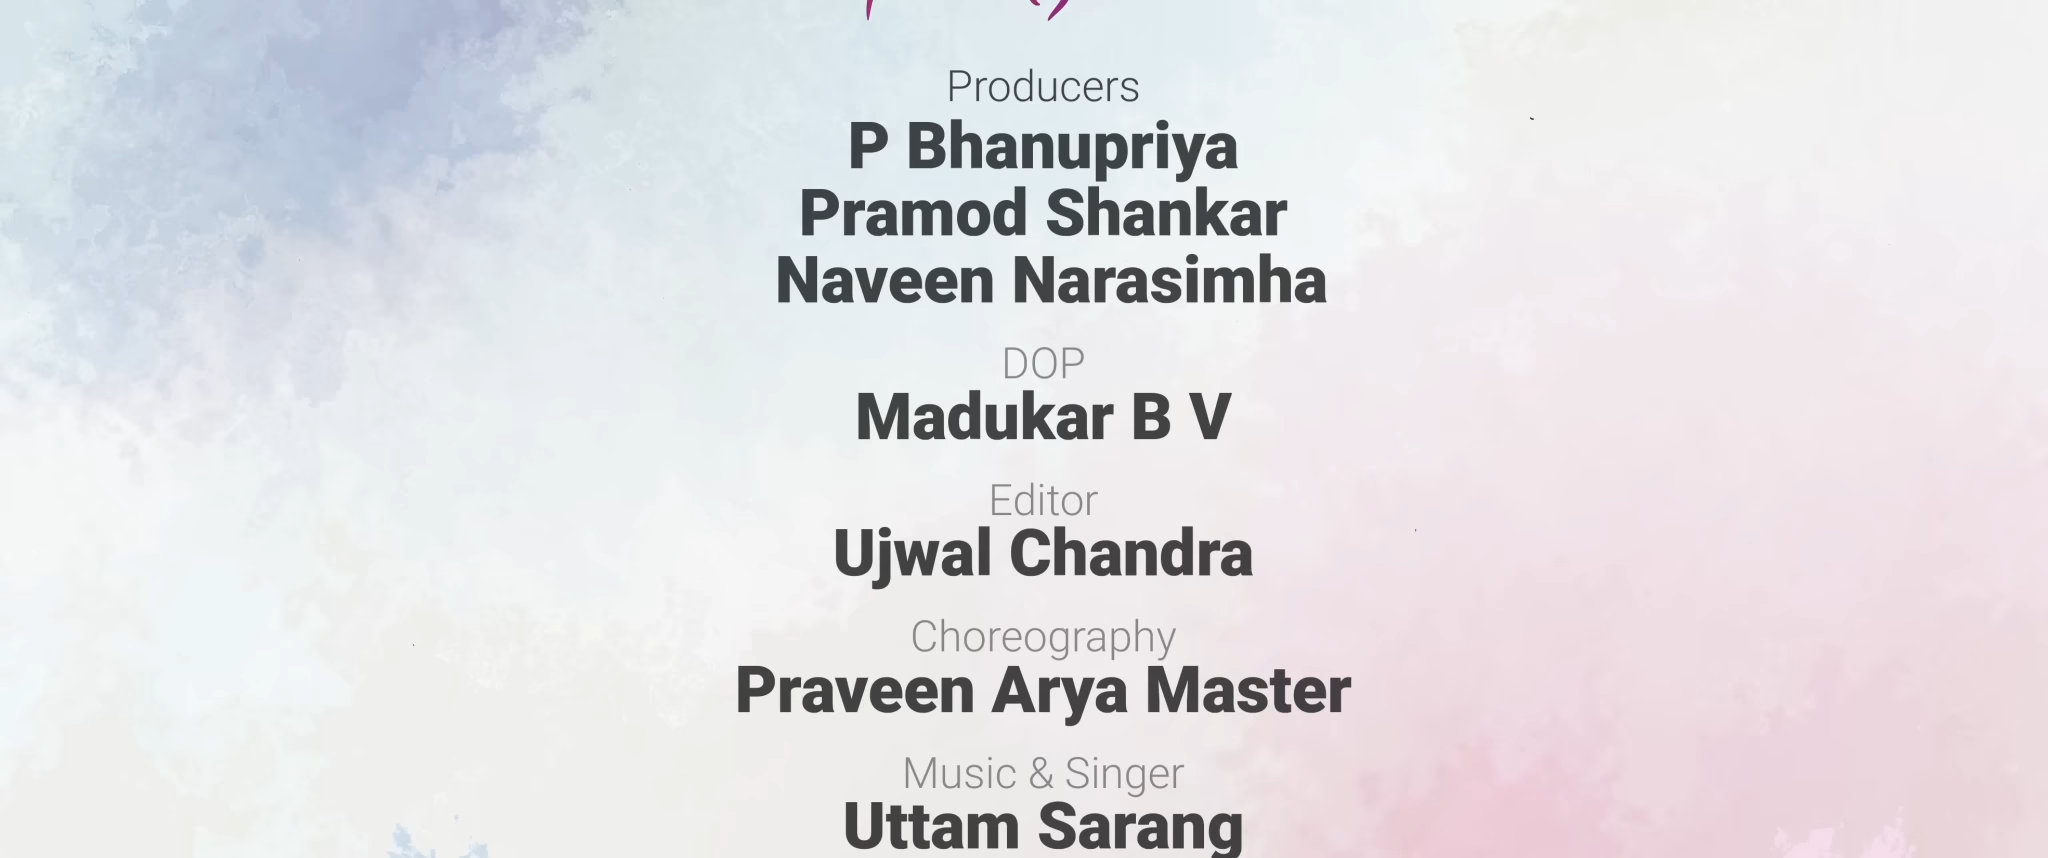 Producers
P Bhanupriya
Pramod Shankar
Naveen Narasimha
DOP
Madukar B V
Editor
Ujwal Chandra
Choreography
Praveen Arya Master
Music & Singer
Uttam Sarang